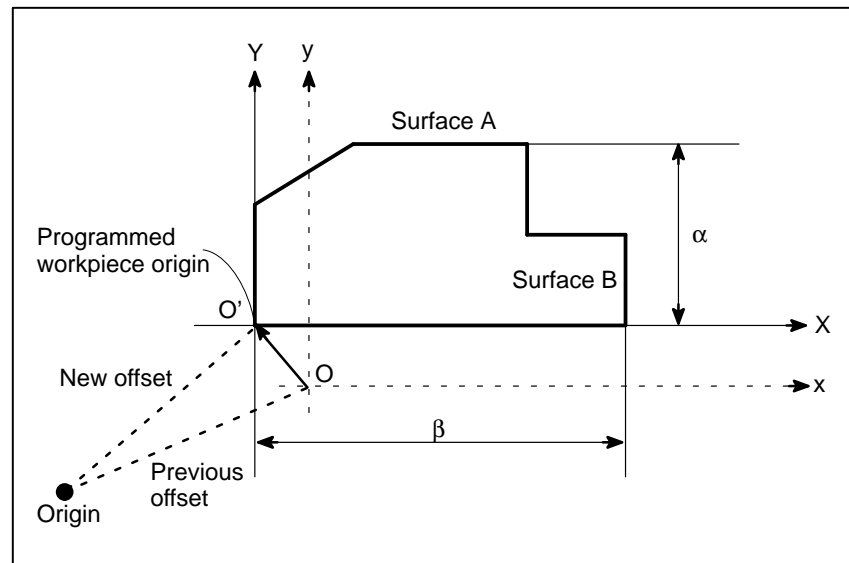 Y
y
Surface A
α
Programmed
workpiece origin
Surface B
O’
X
New offset
O
x
β
Previous
offset
Origin